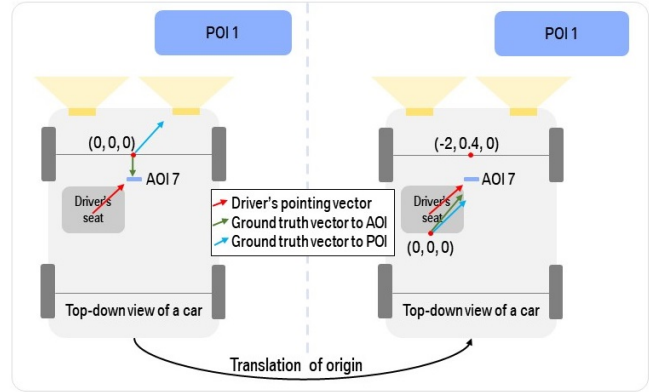 POI 1
(0, 0, 0)
AOI 7
Driver's
seat
Top-down view of a car
Driver's pointing vector
Ground truth vector to AOI
Ground truth vector to POI
POI 1
(-2, 0.4, 0)
AOI 7
Driver's
seat
(0, 0, 0)
Top-down view of a car
Translation of origin